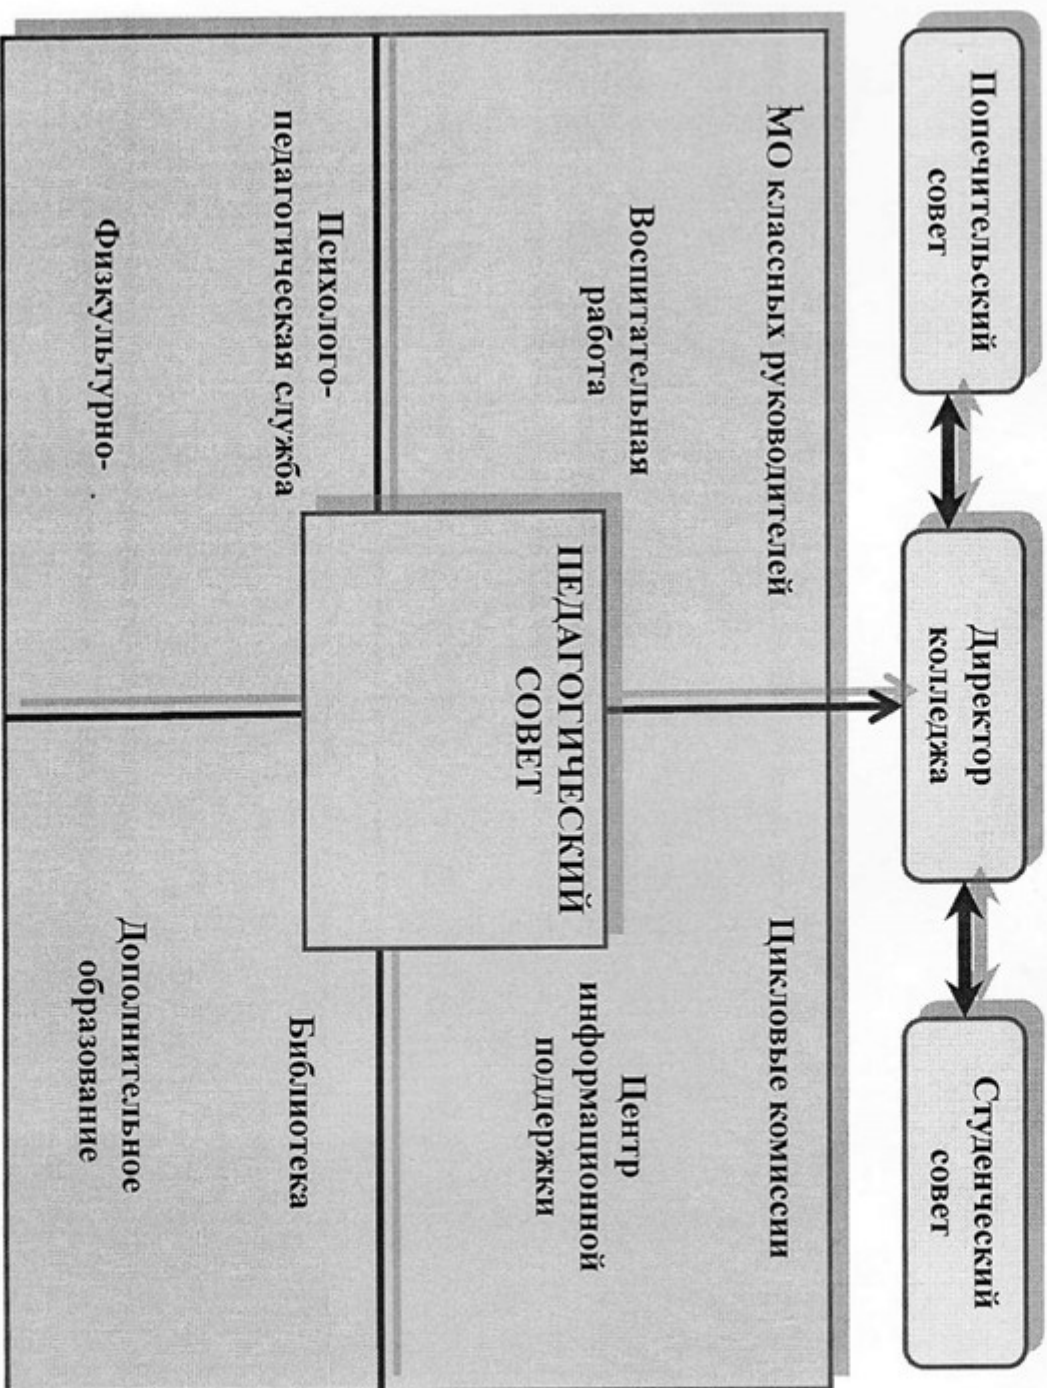 Попечительский
совет
Директор
колледжа
Студенческий
совет
МО классных руководителей
Цикловые комиссии
Воспитательная
работа
Центр
информационной
поддержки
ПЕДАГОГИЧЕСКИЙ
СОВЕТ
Психолого-
педагогическая служба
Библиотека
Физкультурно-
Дополнительное
образование